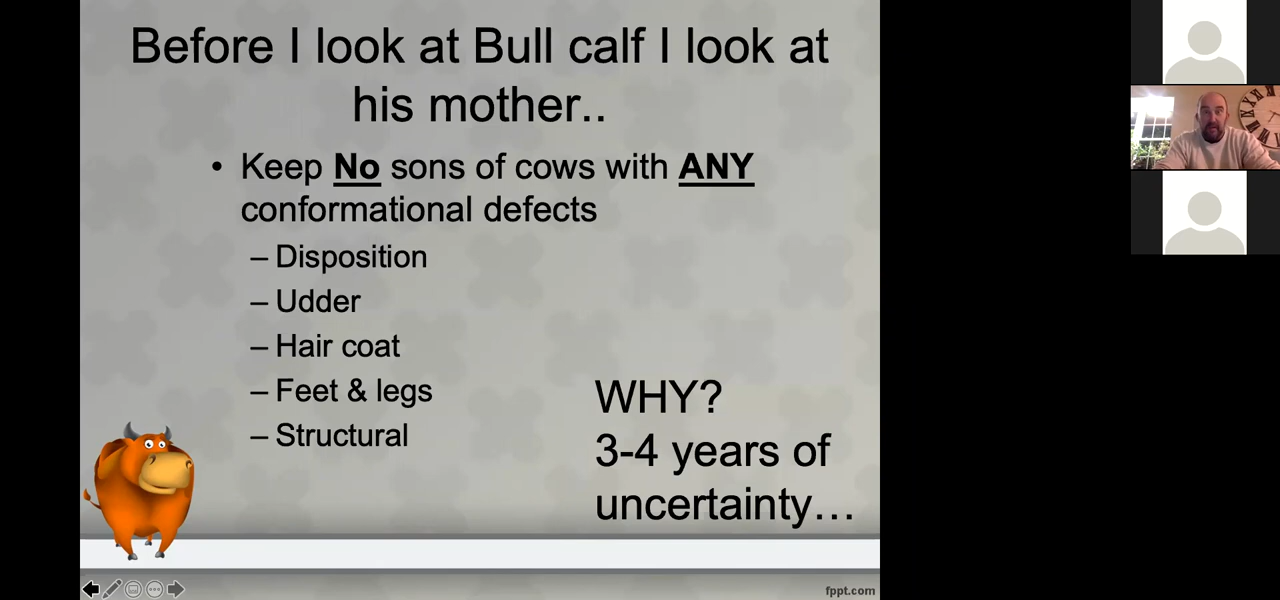 Before I look at Bull calf I look at
his mother..
• Keep No sons of cows with ANY
conformational defects
– Disposition
– Udder
– Hair coat
– Feet & legs
– Structural
WHY?
3-4 years of
uncertainty…
fppt.com